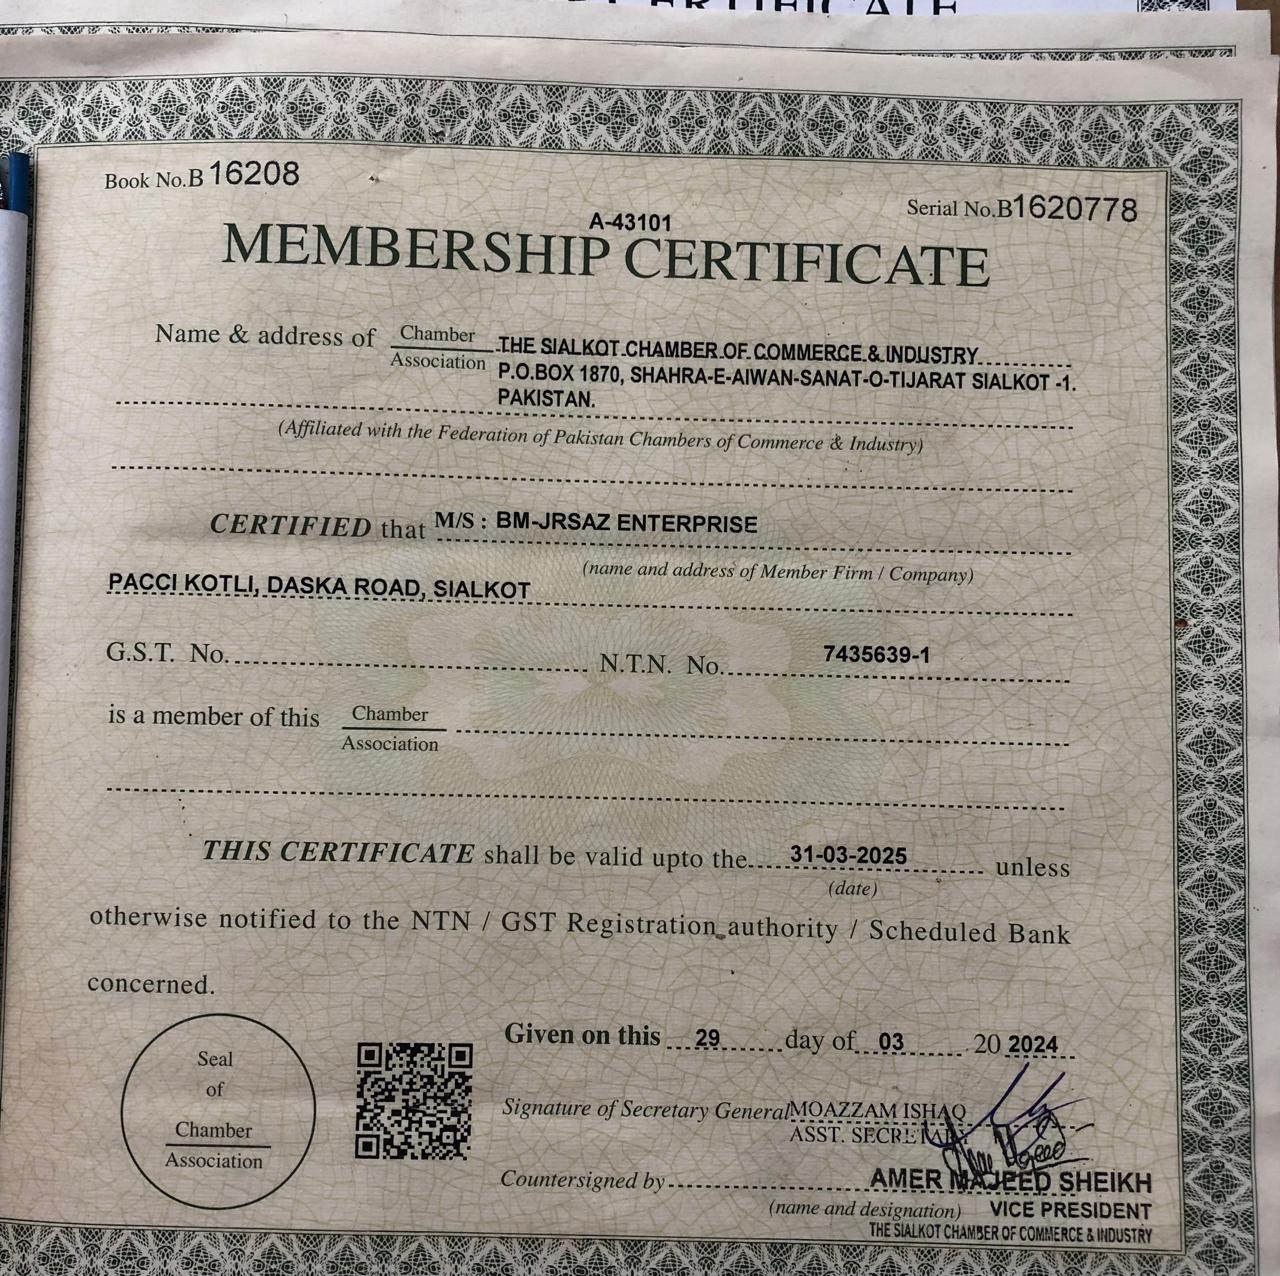 CERTIFICATE
Book No.B 16208
Serial No.B1620778
A-43101
MEMBERSHIP CERTIFICATE
Name & address of Chamber Association THE SIALKOT CHAMBER OF COMMERCE & INDUSTRY
P.O.BOX 1870, SHAHRA-E-AIWAN-SANAT-O-TIJARAT SIALKOT -1.
PAKISTAN.
(Affiliated with the Federation of Pakistan Chambers of Commerce & Industry)
CERTIFIED that M/S : BM-JRSAZ ENTERPRISE
(name and address of Member Firm / Company)
PACCI KOTLI, DASKA ROAD, SIALKOT
G.S.T. No. N.T.N. No. 7435639-1
is a member of this Chamber Association
THIS CERTIFICATE shall be valid upto the 31-03-2025 unless
(date)
otherwise notified to the NTN / GST Registration authority / Scheduled Bank
concerned.
Given on this 29 day of 03 20 2024
Seal
of
Chamber
Association
Signature of Secretary General MOAZZAM ISHAQ
ASST. SECRETARY
Countersigned by AMER MAJEED SHEIKH
(name and designation) VICE PRESIDENT
THE SIALKOT CHAMBER OF COMMERCE & INDUSTRY